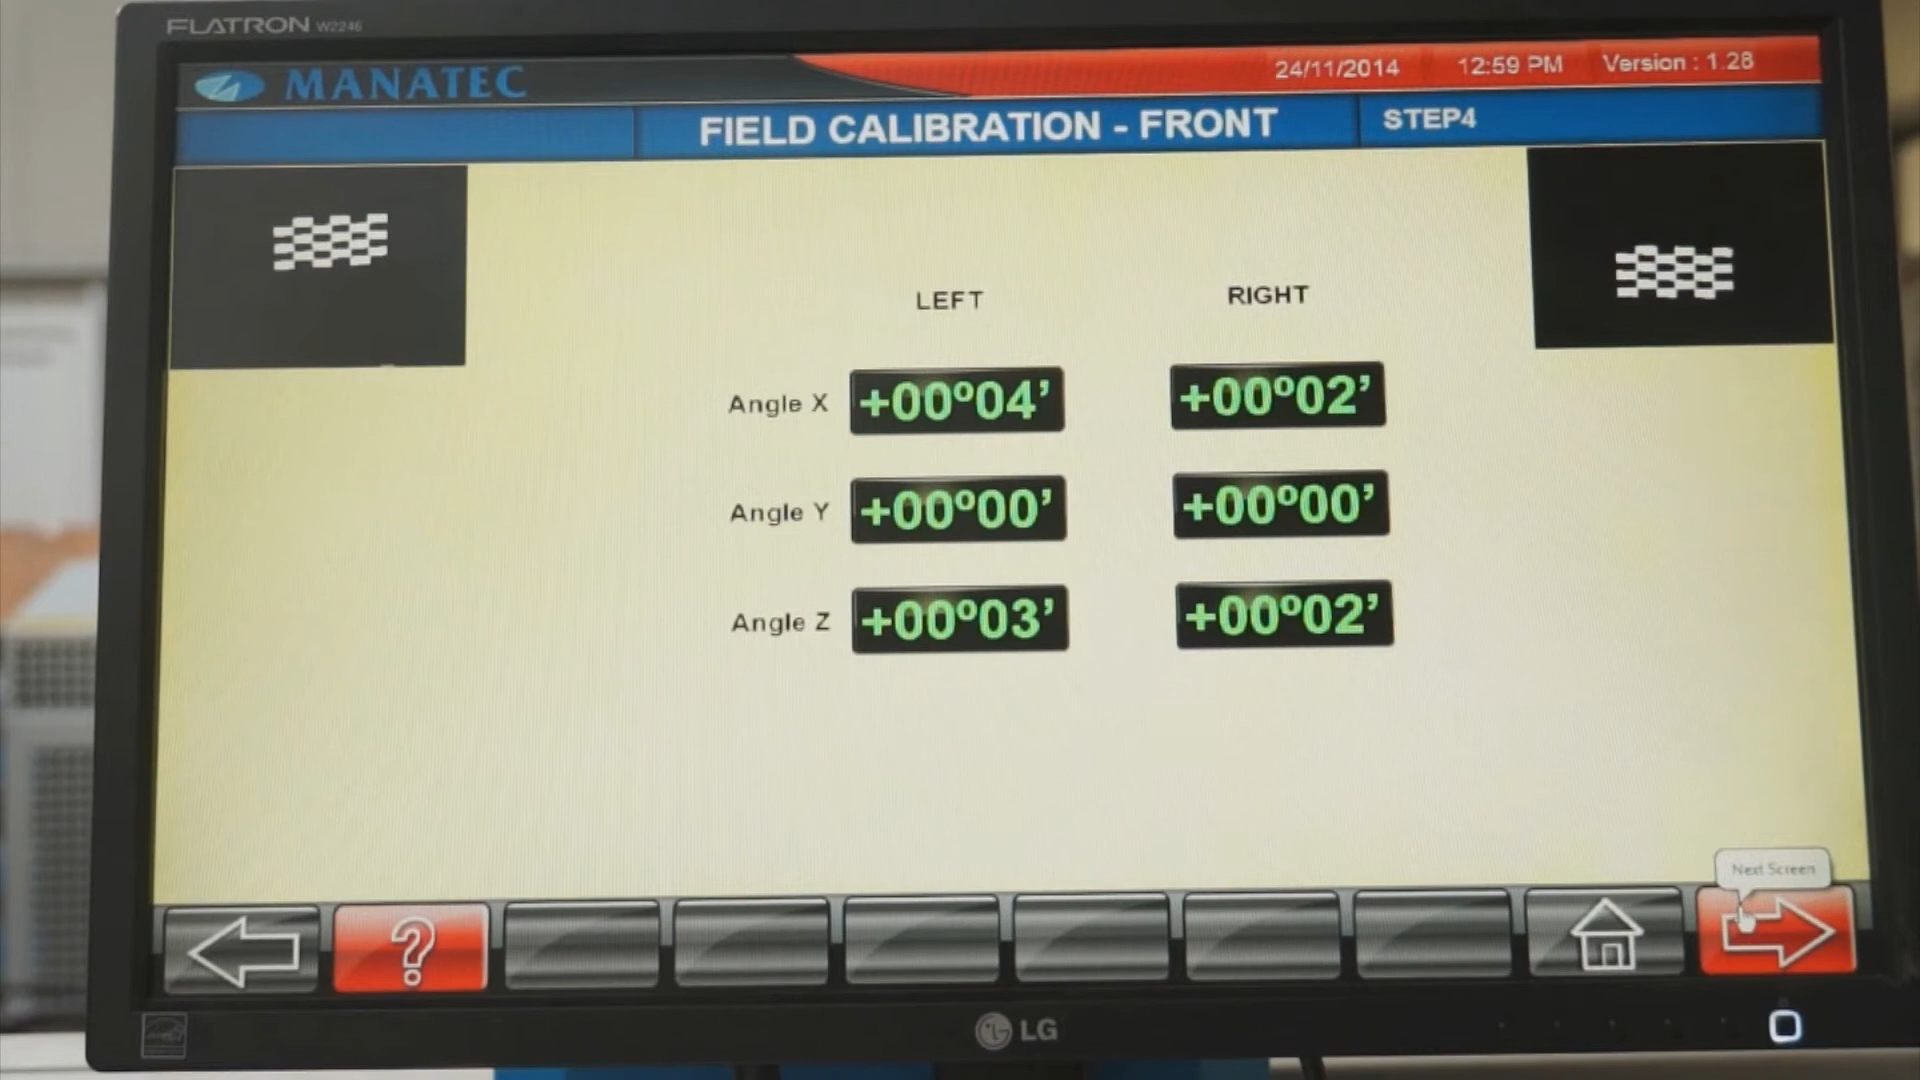 FLATRON W2246
MANATEC
24/11/2014 12:59 PM Version : 1.28
FIELD CALIBRATION - FRONT STEP4
LEFT RIGHT
Angle X +00º04’ +00º02’
Angle Y +00º00’ +00º00’
Angle Z +00º03’ +00º02’
Next Screen
?
LG